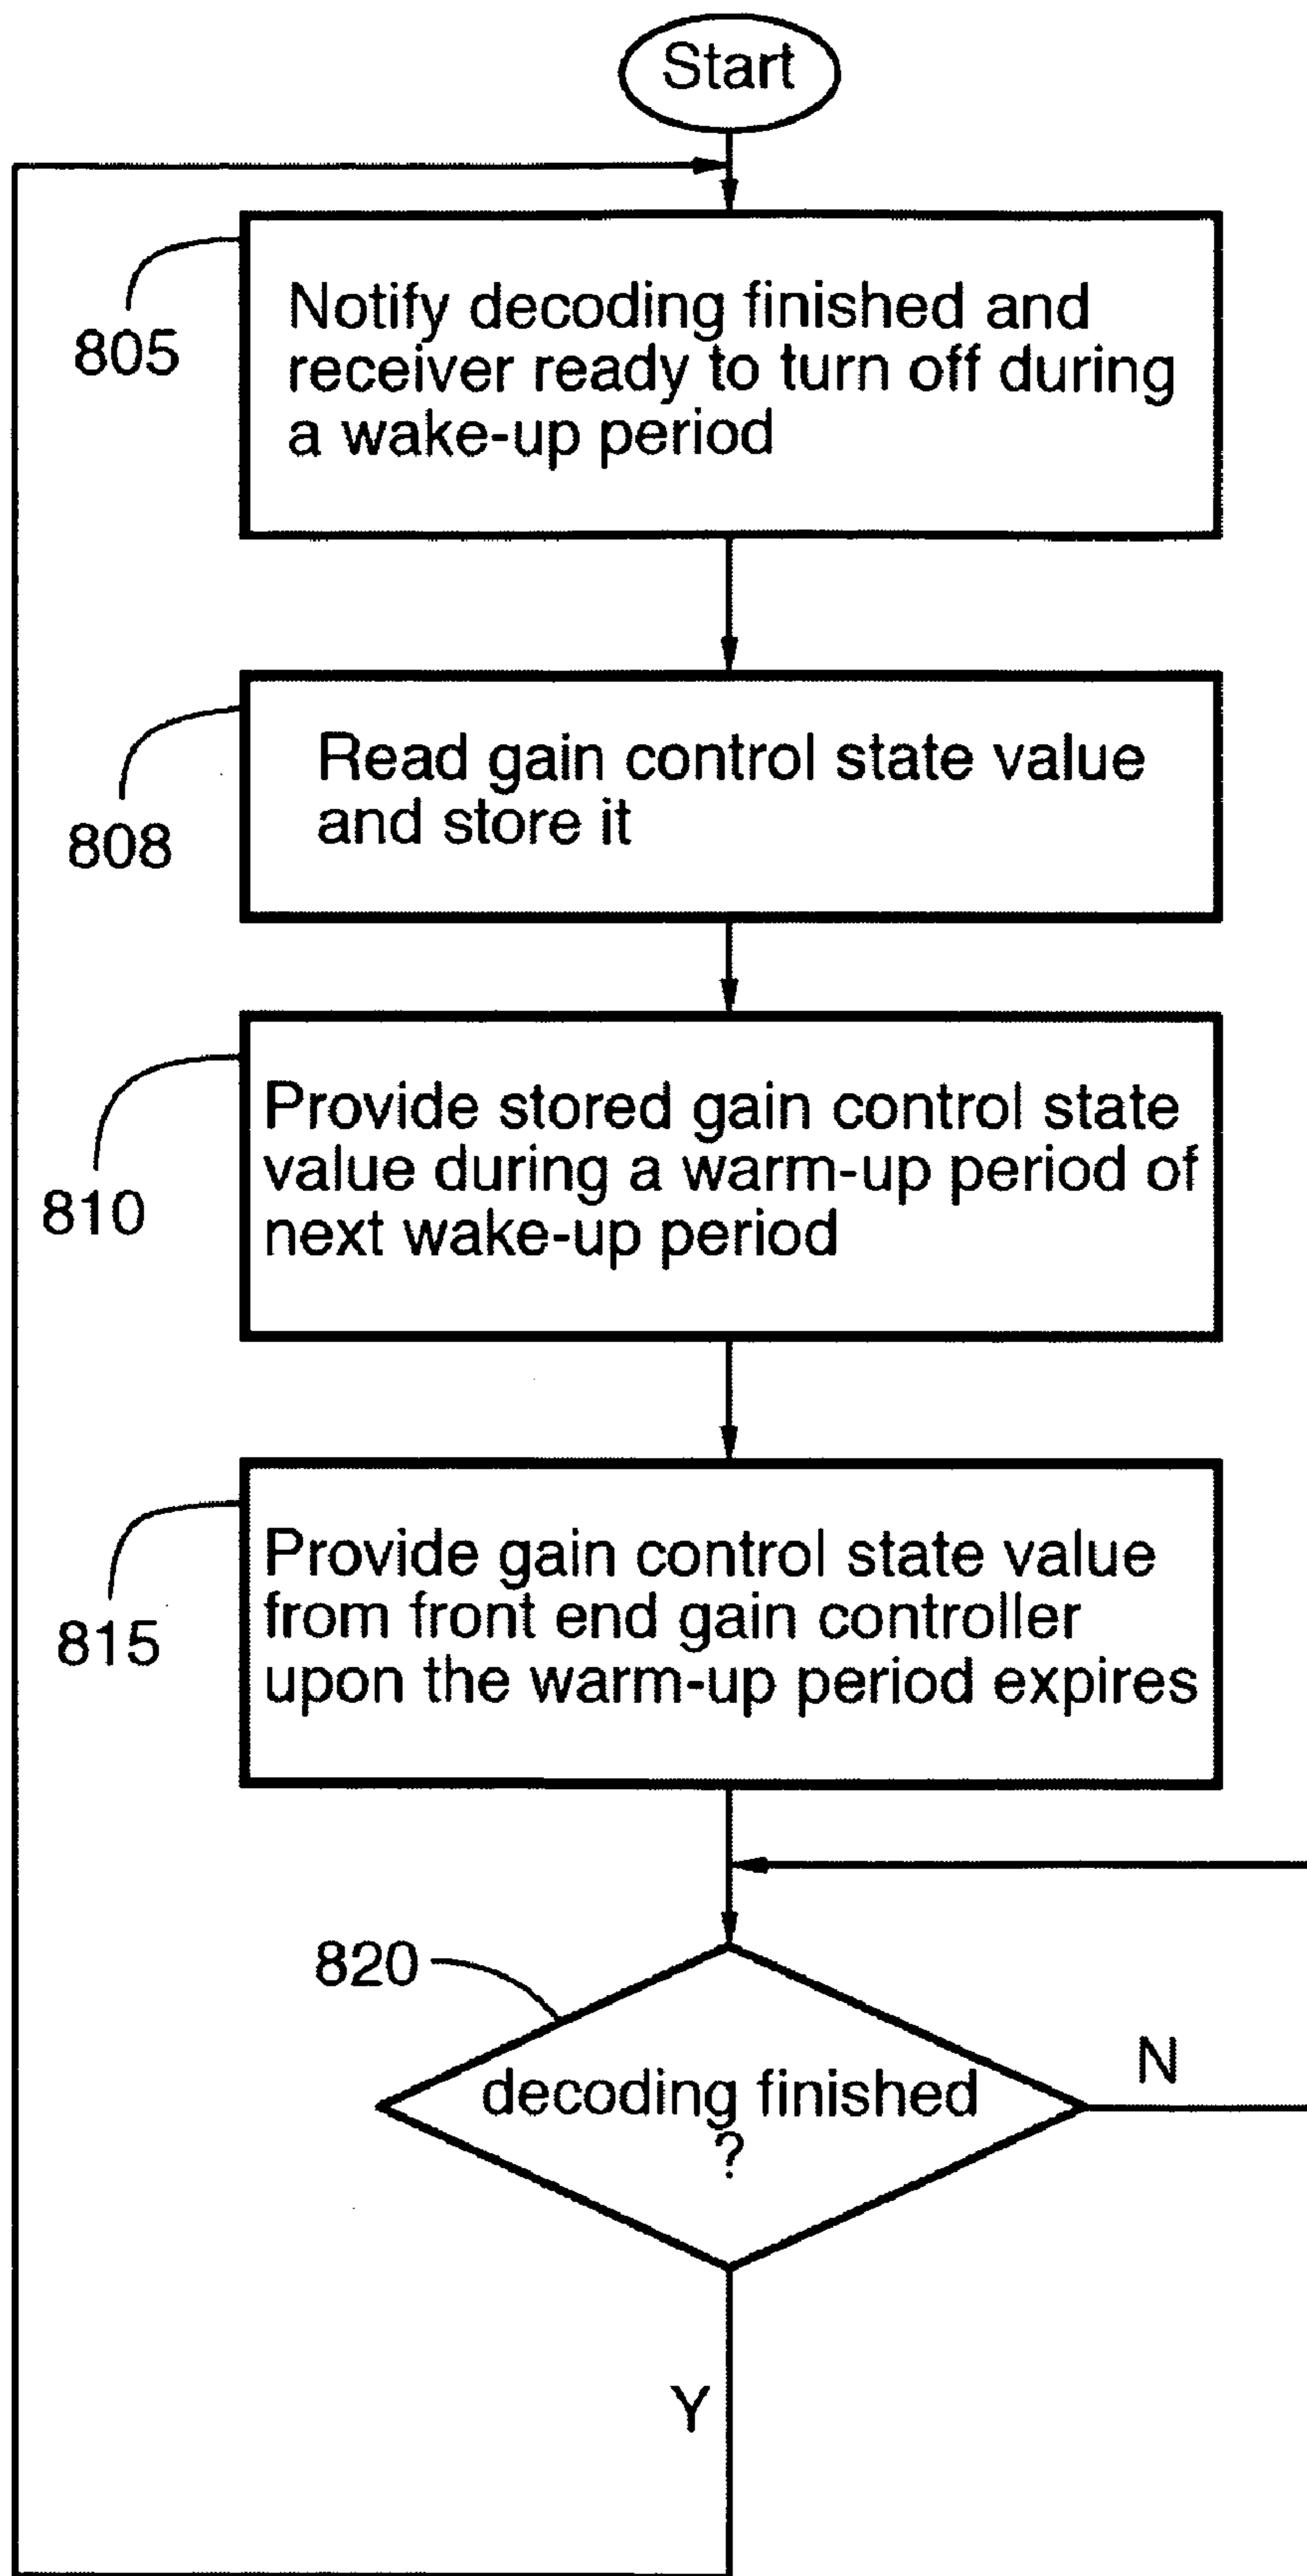 Start
805
Notify decoding finished and
receiver ready to turn off during
a wake-up period
808
Read gain control state value
and store it
810
Provide stored gain control state
value during a warm-up period of
next wake-up period
815
Provide gain control state value
from front end gain controller
upon the warm-up period expires
820
decoding finished
?
N
Y